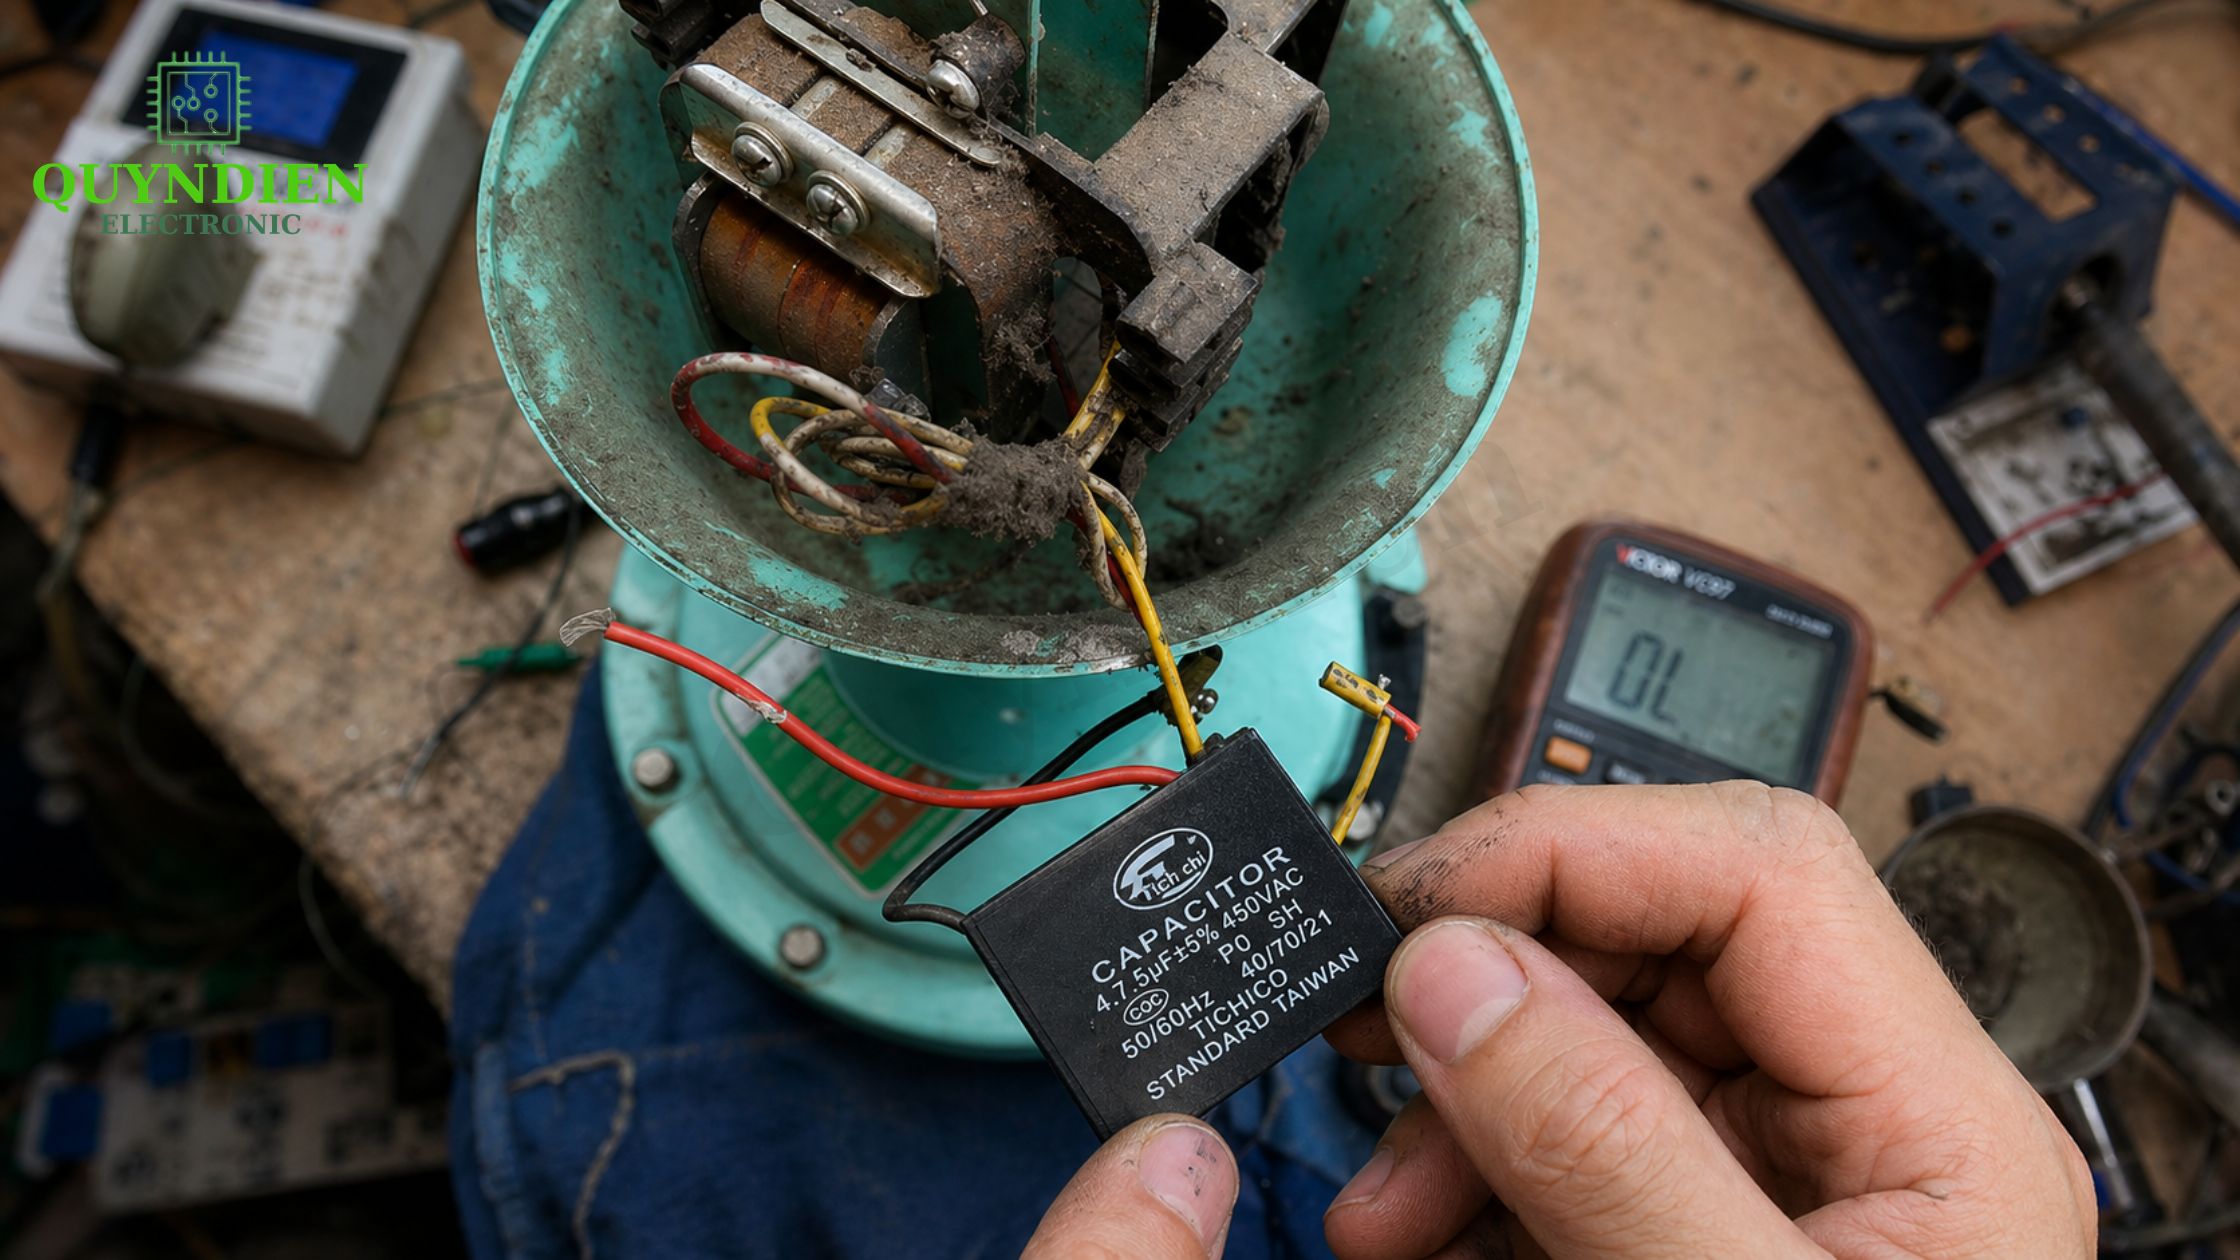 QUYNDIEN
ELECTRONIC
VICTOR VC97
OL
Tich chi
CAPACITOR
4.7.5µF±5% 450VAC
COC P0 SH
50/60Hz 40/70/21
TICHICO
STANDARD TAIWAN